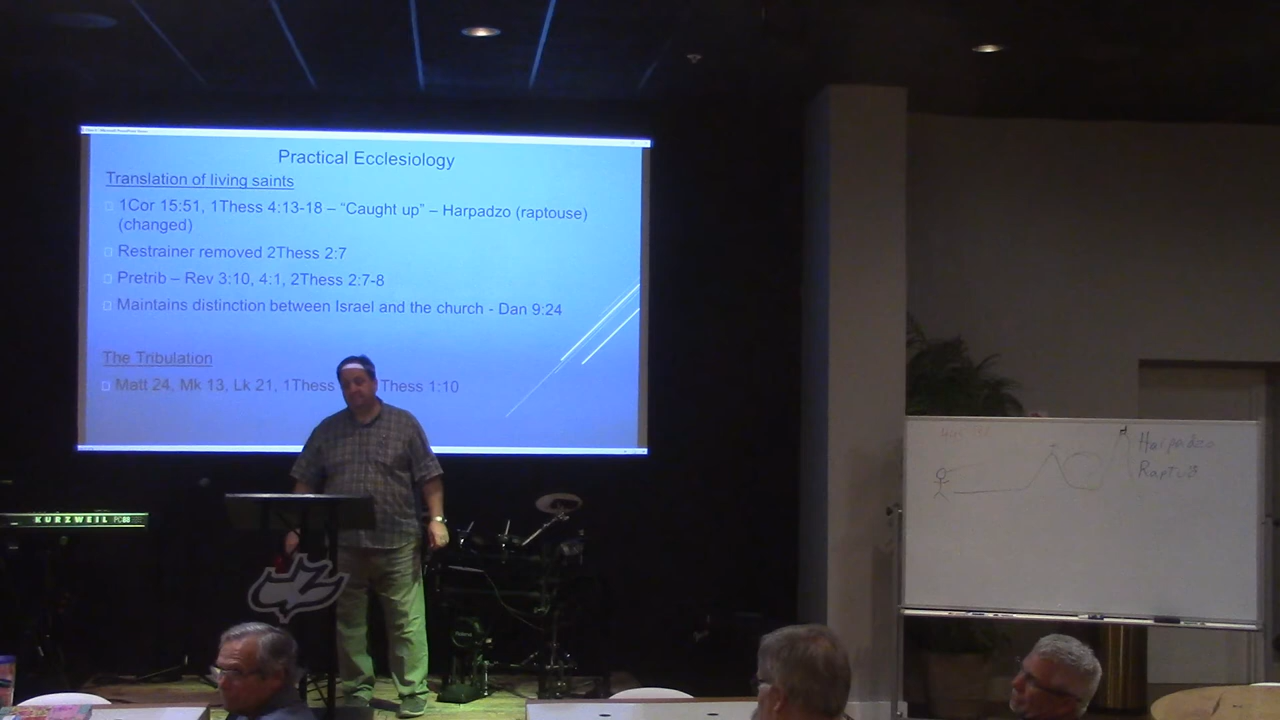 Practical Ecclesiology
Translation of living saints
1Cor 15:51, 1Thess 4:13-18 – “Caught up” – Harpadzo (raptouse)
(changed)
Restrainer removed 2Thess 2:7
Pretrib – Rev 3:10, 4:1, 2Thess 2:7-8
Maintains distinction between Israel and the church - Dan 9:24
The Tribulation
Matt 24, Mk 13, Lk 21, 1Thess Thess 1:10
Harpadzo
KURZWEIL PC88